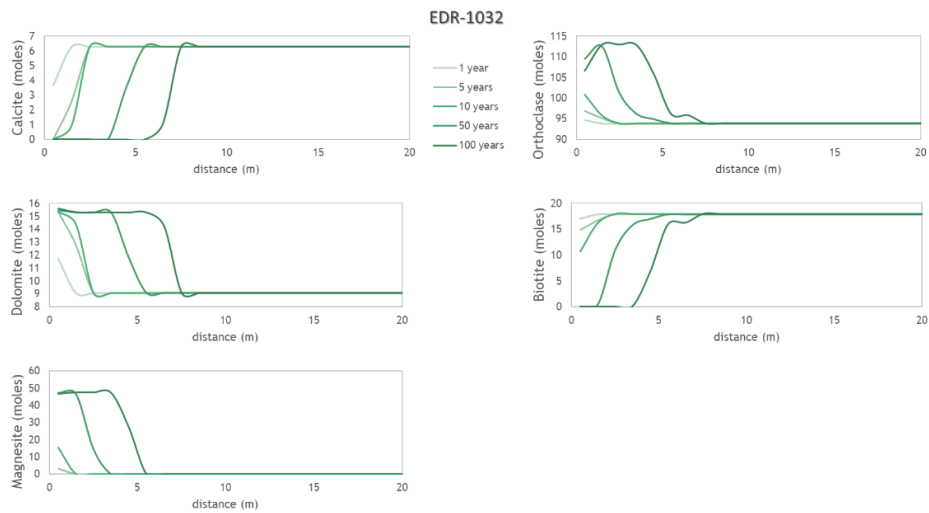 EDR-1032
Calcite (moles)
7
6
5
4
3
2
1
0
0 5 10 15 20
distance (m)
1 year
5 years
10 years
50 years
100 years
Orthoclase (moles)
115
110
105
100
95
90
0 5 10 15 20
distance (m)
Dolomite (moles)
16
15
14
13
12
11
10
9
8
0 5 10 15 20
distance (m)
Biotite (moles)
20
15
10
5
0
0 5 10 15 20
distance (m)
Magnesite (moles)
60
50
40
30
20
10
0
0 5 10 15 20
distance (m)